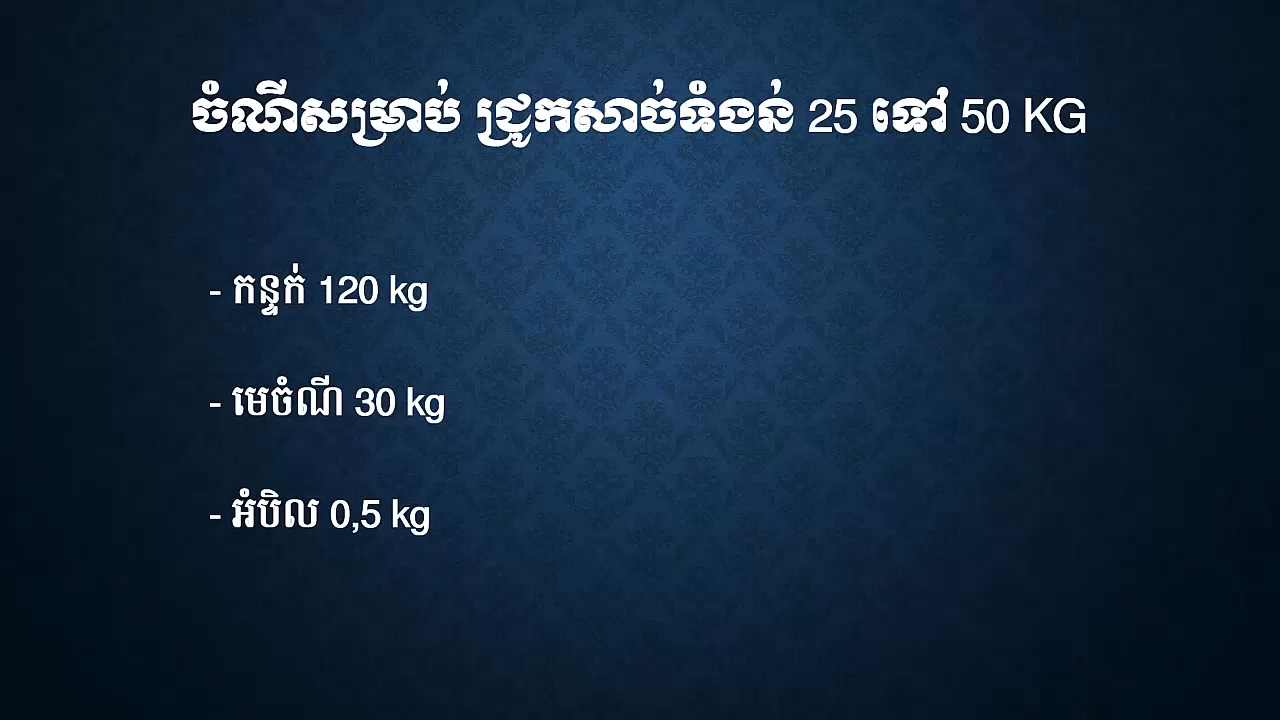 ចំណីសម្រាប់ ជ្រូកសាច់ទំងន់ 25 ទៅ 50 KG
- កន្ទក់ 120 kg
- មេចំណី 30 kg
- អំបិល 0,5 kg